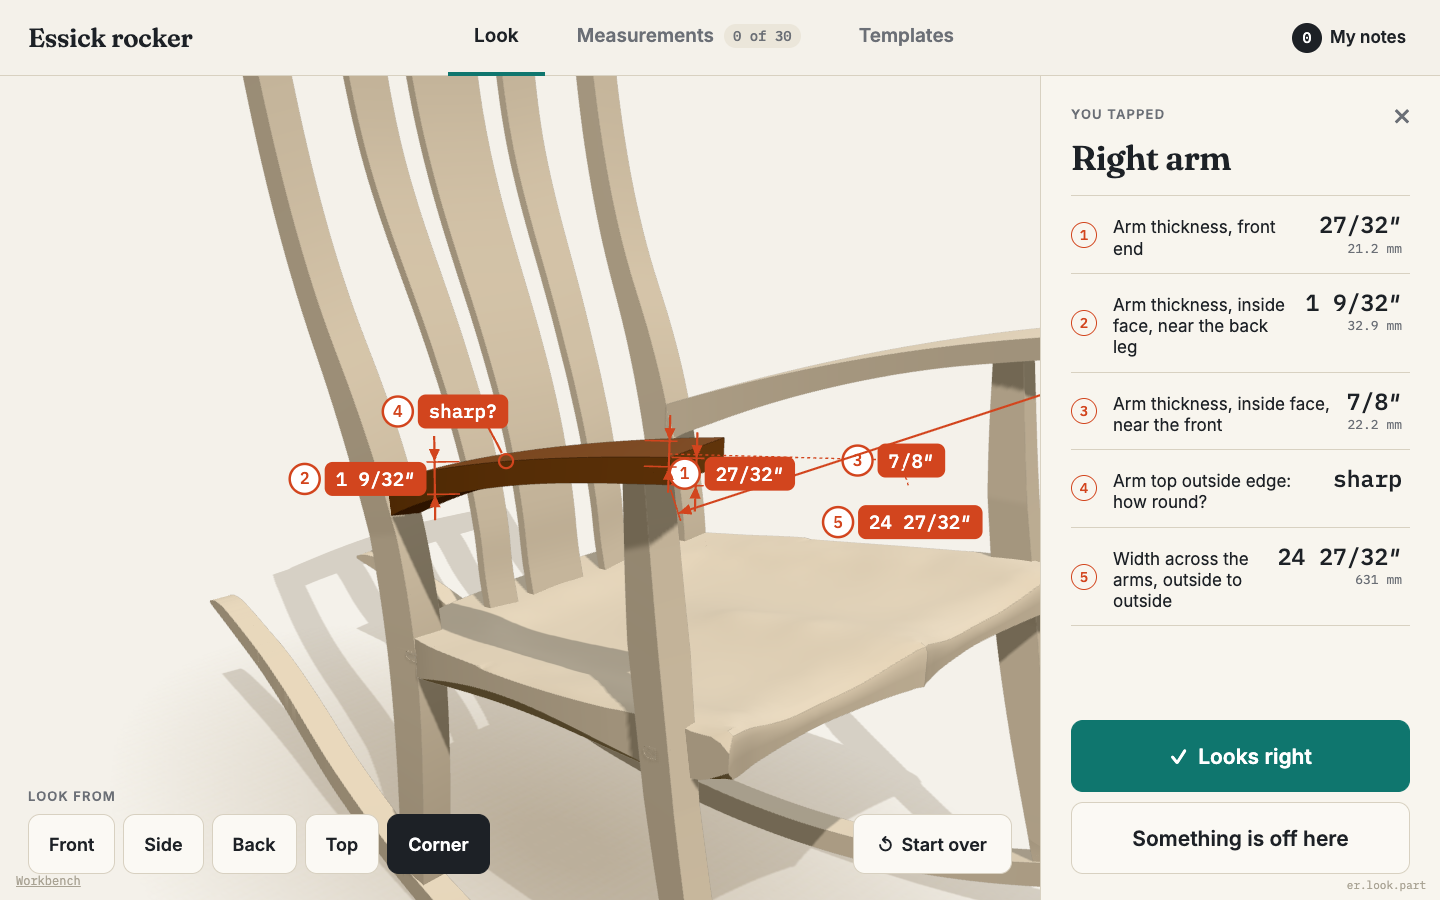 Essick rocker
Look
Measurements 0 of 30
Templates
0 My notes
YOU TAPPED
Right arm
1 Arm thickness, front end 27/32″
21.2 mm
2 Arm thickness, inside face, near the back leg 1 9/32″
32.9 mm
3 Arm thickness, inside face, near the front 7/8″
22.2 mm
4 Arm top outside edge: how round? sharp
5 Width across the arms, outside to outside 24 27/32″
631 mm
4 sharp?
2 1 9/32″
1 27/32″
3 7/8″
5 24 27/32″
LOOK FROM
Front
Side
Back
Top
Corner
Start over
Looks right
Something is off here
Workbench
er.look.part